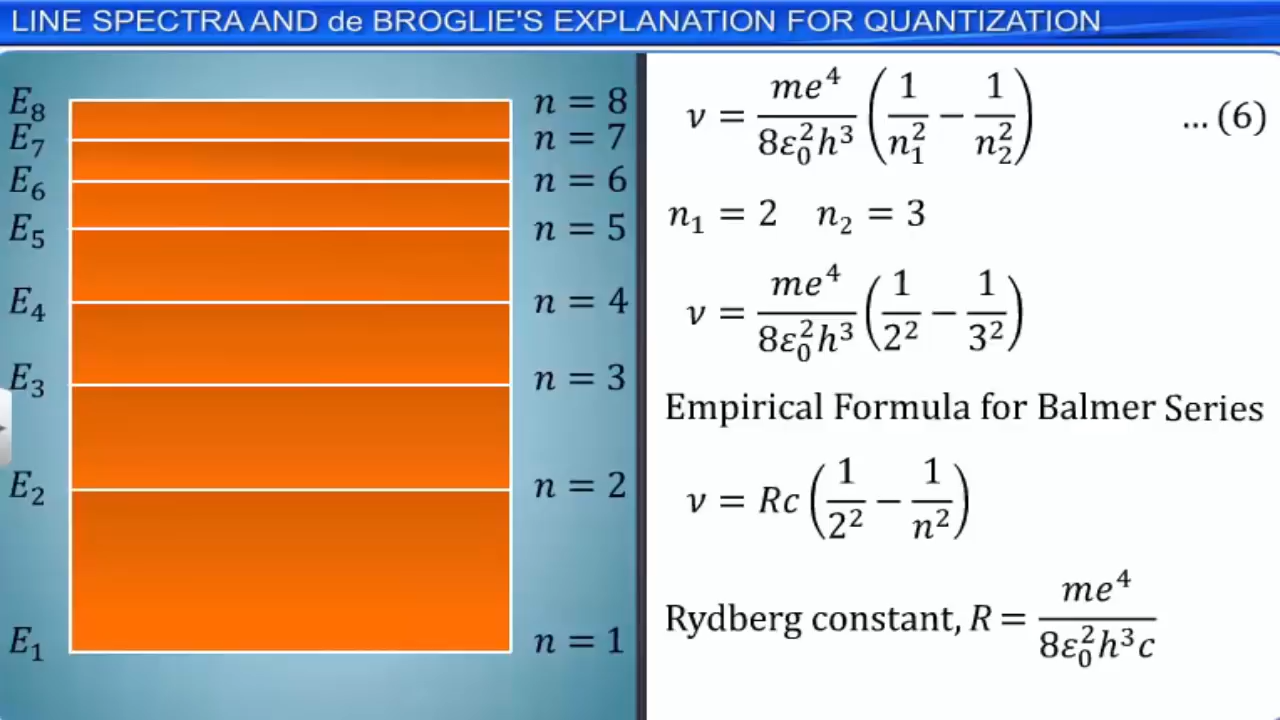 LINE SPECTRA AND de BROGLIE'S EXPLANATION FOR QUANTIZATION
E₈ n = 8
E₇ n = 7
E₆ n = 6
E₅ n = 5
E₄ n = 4
E₃ n = 3
E₂ n = 2
E₁ n = 1
ν = me⁴/8ε₀²h³ (1/n₁² − 1/n₂²) ... (6)
n₁ = 2 n₂ = 3
ν = me⁴/8ε₀²h³ (1/2² − 1/3²)
Empirical Formula for Balmer Series
ν = Rc (1/2² − 1/n²)
Rydberg constant, R = me⁴/8ε₀²h³c